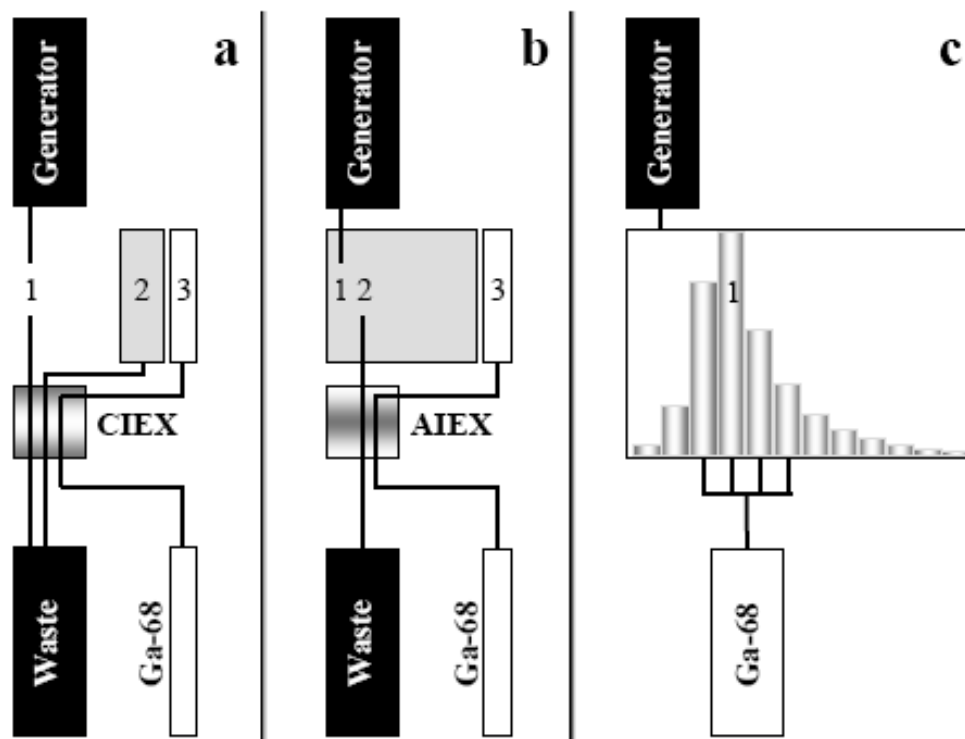 a
Generator
1
2
3
CIEX
Waste
Ga-68
b
Generator
1 2
3
AIEX
Waste
Ga-68
c
Generator
1
Ga-68